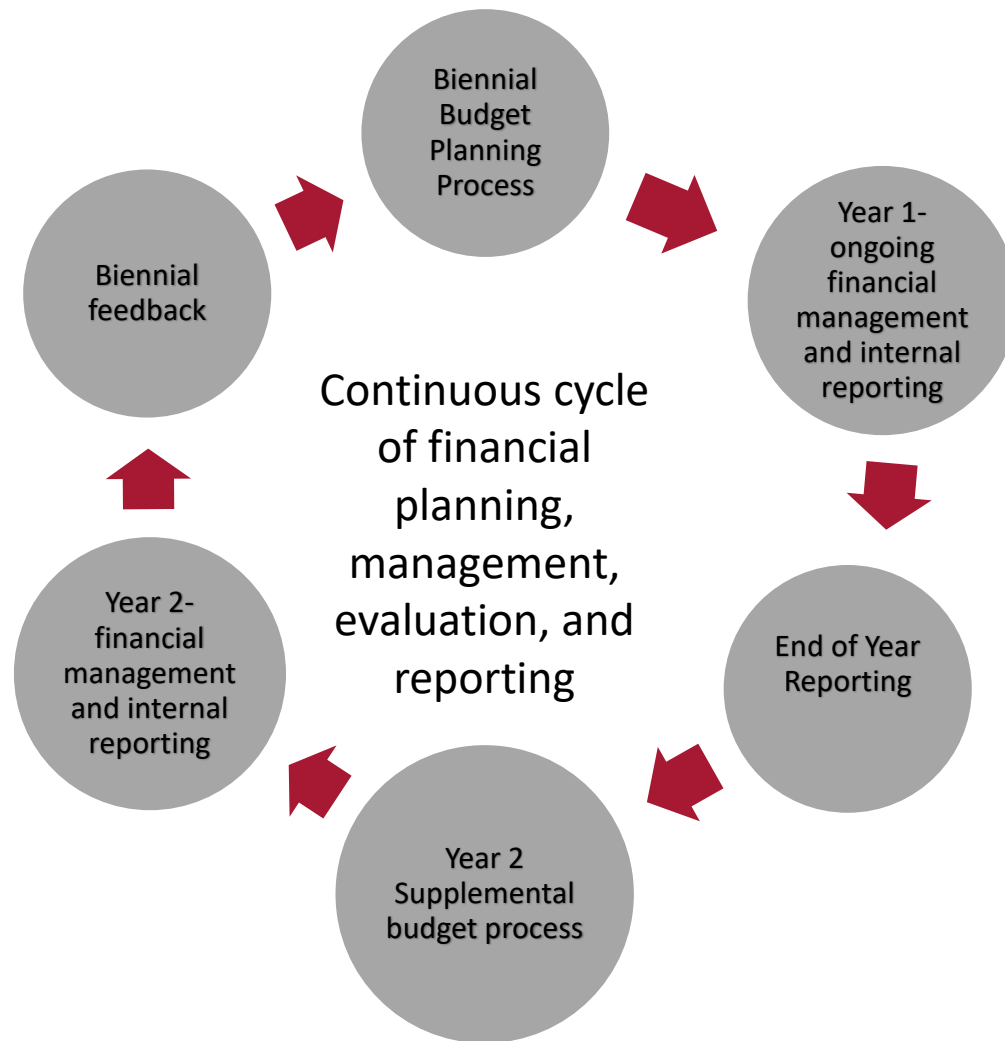 Biennial
Budget
Planning
Process
Year 1-
ongoing
financial
management
and internal
reporting
End of Year
Reporting
Year 2
Supplemental
budget process
Year 2-
financial
management
and internal
reporting
Biennial
feedback
Continuous cycle
of financial
planning,
management,
evaluation, and
reporting